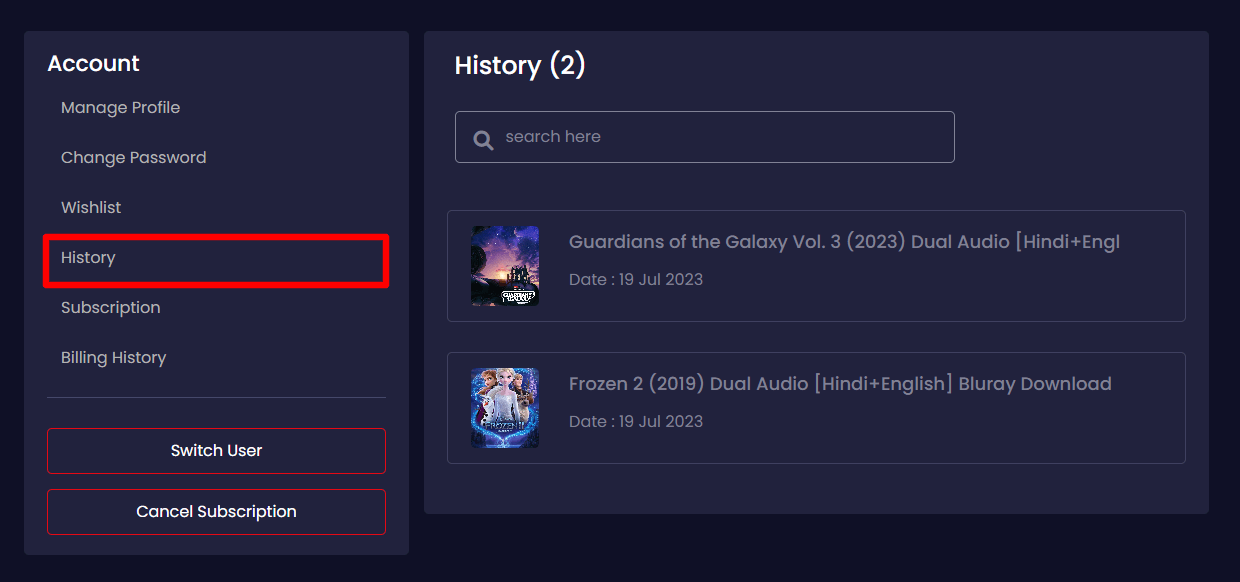 Account
Manage Profile
Change Password
Wishlist
History
Subscription
Billing History
Switch User
Cancel Subscription
History (2)
search here
Guardians of the Galaxy Vol. 3 (2023) Dual Audio [Hindi+Engl
Date : 19 Jul 2023
Frozen 2 (2019) Dual Audio [Hindi+English] Bluray Download
Date : 19 Jul 2023
FROZEN II